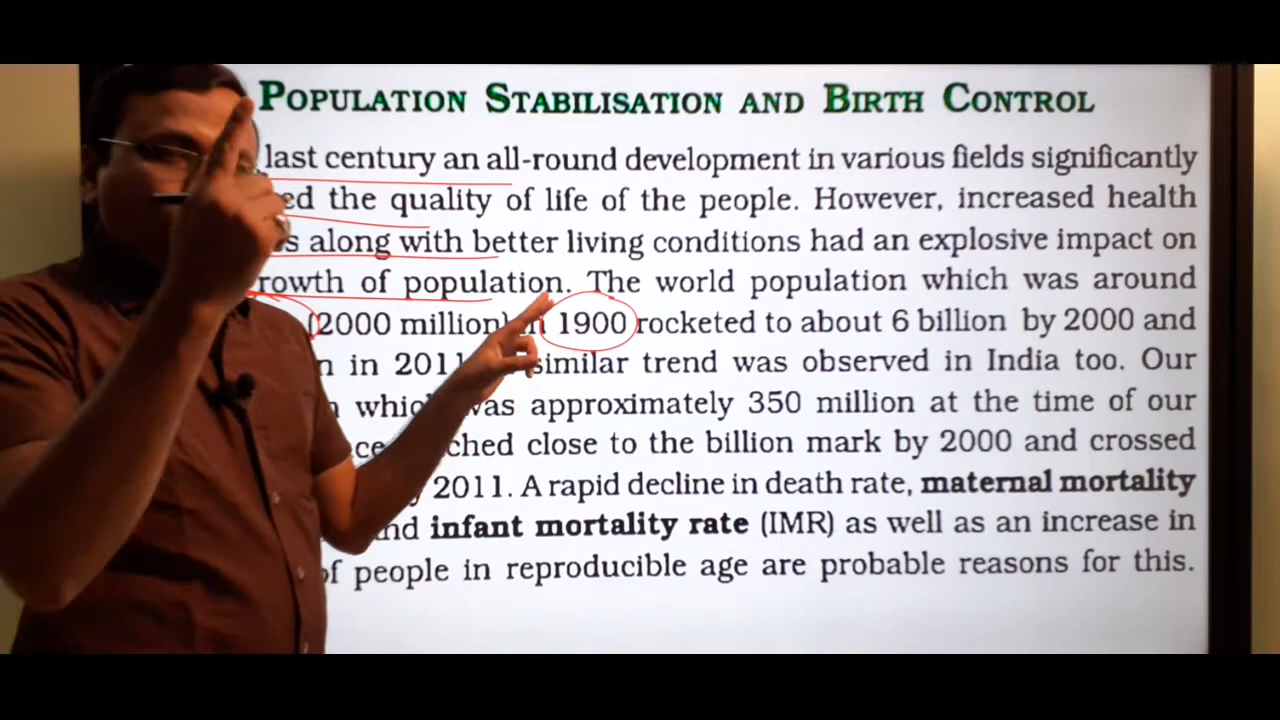 POPULATION STABILISATION AND BIRTH CONTROL
last century an all-round development in various fields significantly
ed the quality of life of the people. However, increased health
s along with better living conditions had an explosive impact on
rowth of population. The world population which was around
(2000 million) in 1900 rocketed to about 6 billion by 2000 and
n in 2011. similar trend was observed in India too. Our
which was approximately 350 million at the time of our
ce ched close to the billion mark by 2000 and crossed
2011. A rapid decline in death rate, maternal mortality
nd infant mortality rate (IMR) as well as an increase in
of people in reproducible age are probable reasons for this.